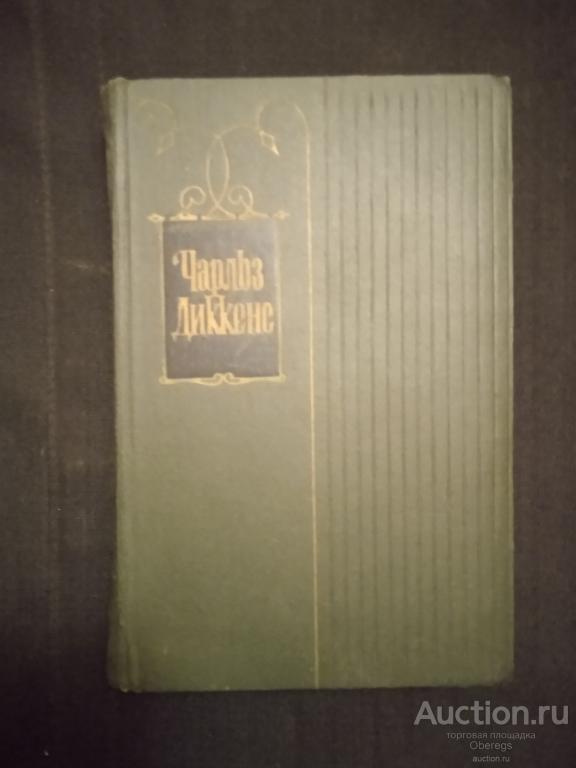 Чарльз
Диккенс
Auction.ru
торговая площадка
Oberegs
auction.ru